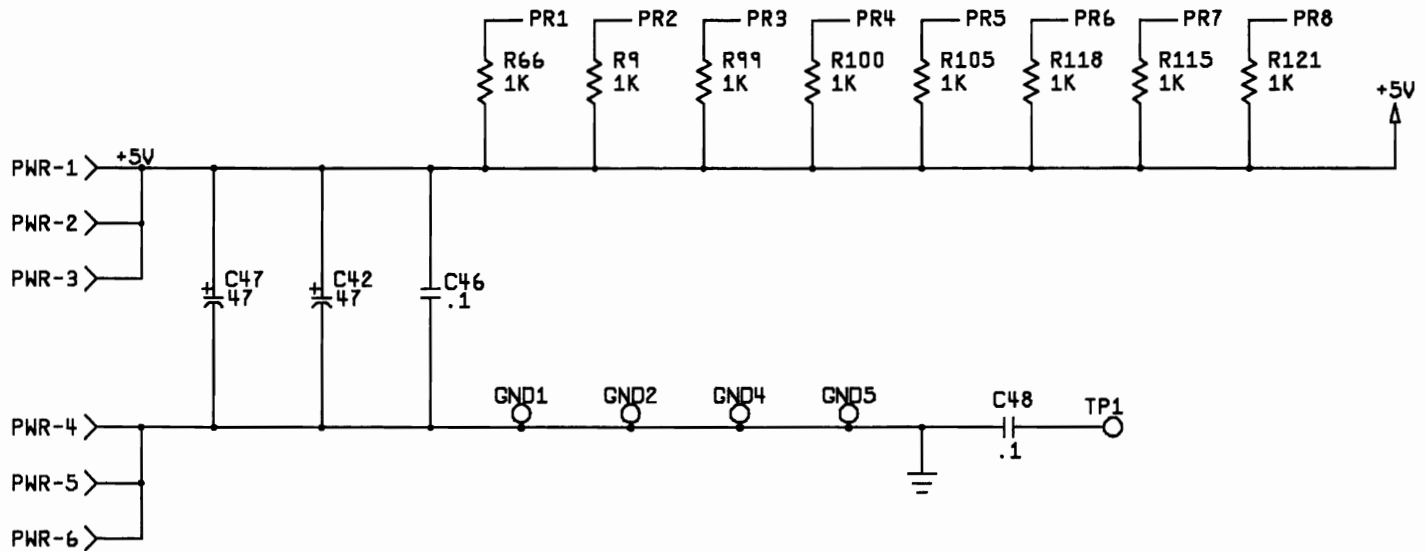 PR1 PR2 PR3 PR4 PR5 PR6 PR7 PR8
R66 R9 R99 R100 R105 R118 R115 R121
1K 1K 1K 1K 1K 1K 1K 1K
+5V
PWR-1 +5V
PWR-2
PWR-3
+ C47 + C42 C46
47 47 .1
GND1 GND2 GND4 GND5 C48 TP1
PWR-4
.1
PWR-5
PWR-6